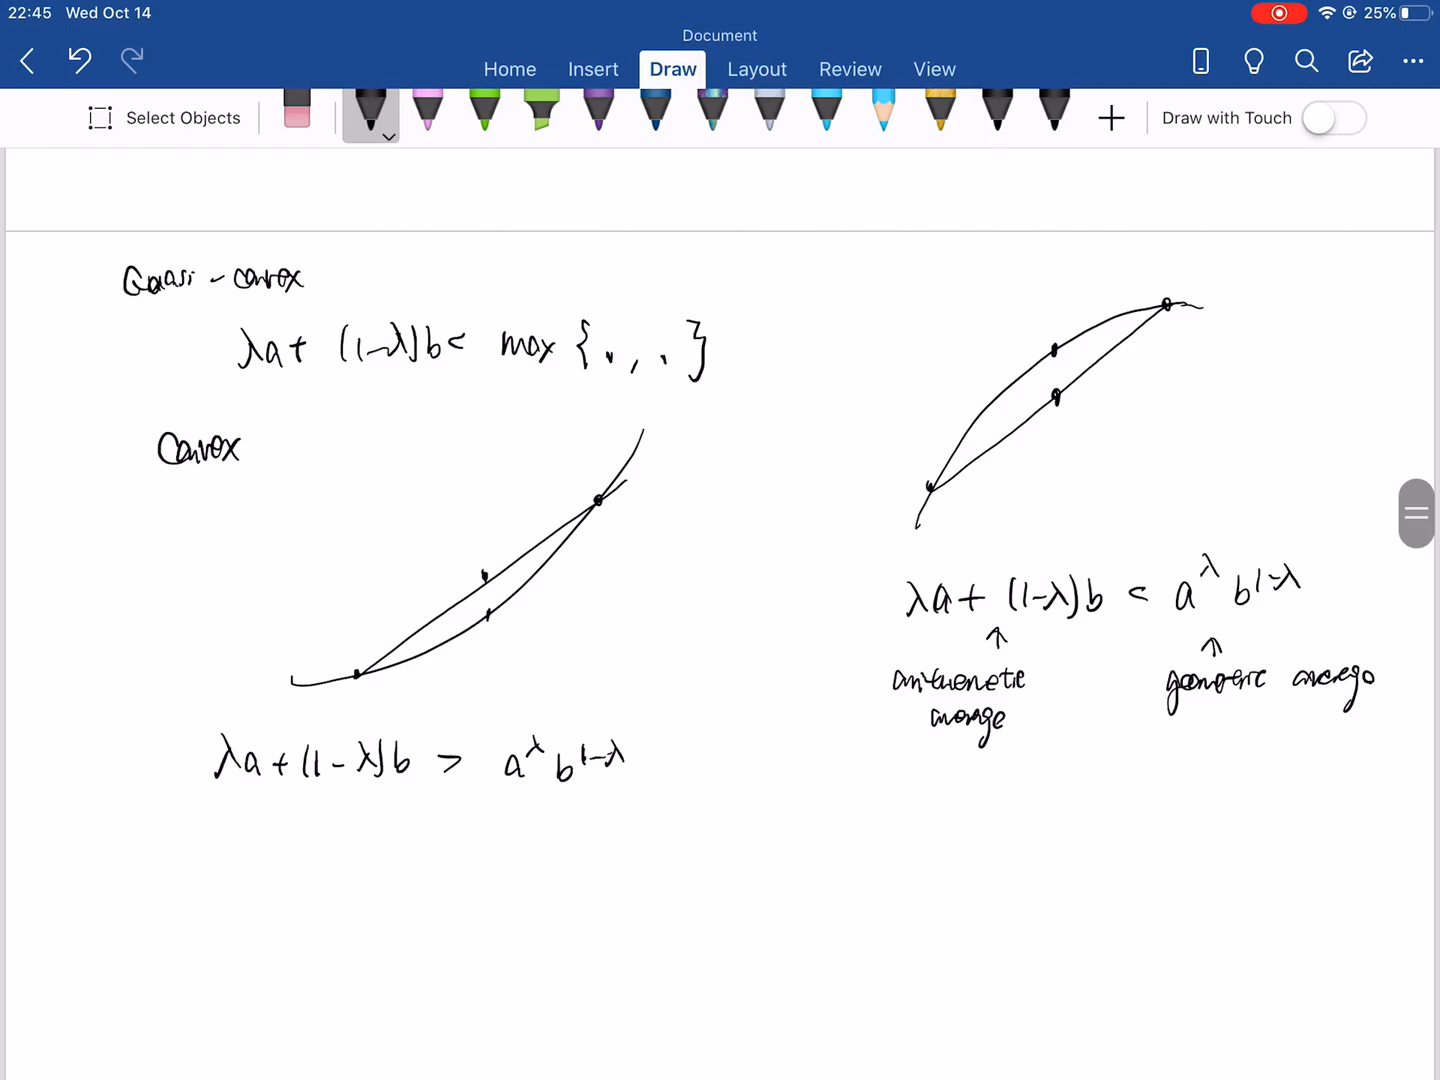 22:45 Wed Oct 14
25%
Document
Home Insert Draw Layout Review View
Select Objects
Draw with Touch
Quasi - convex
λa + (1-λ)b < max { . , . }
Convex
λa + (1-λ)b > a^λ b^1-λ
λa + (1-λ)b < a^λ b^1-λ
↑ ↑
arithmetic geometric average
average